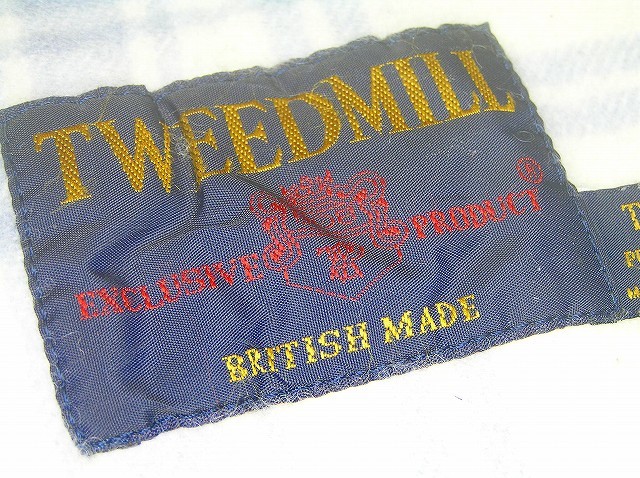 TWEEDMILL
EXCLUSIVE PRODUCT ®
BRITISH MADE